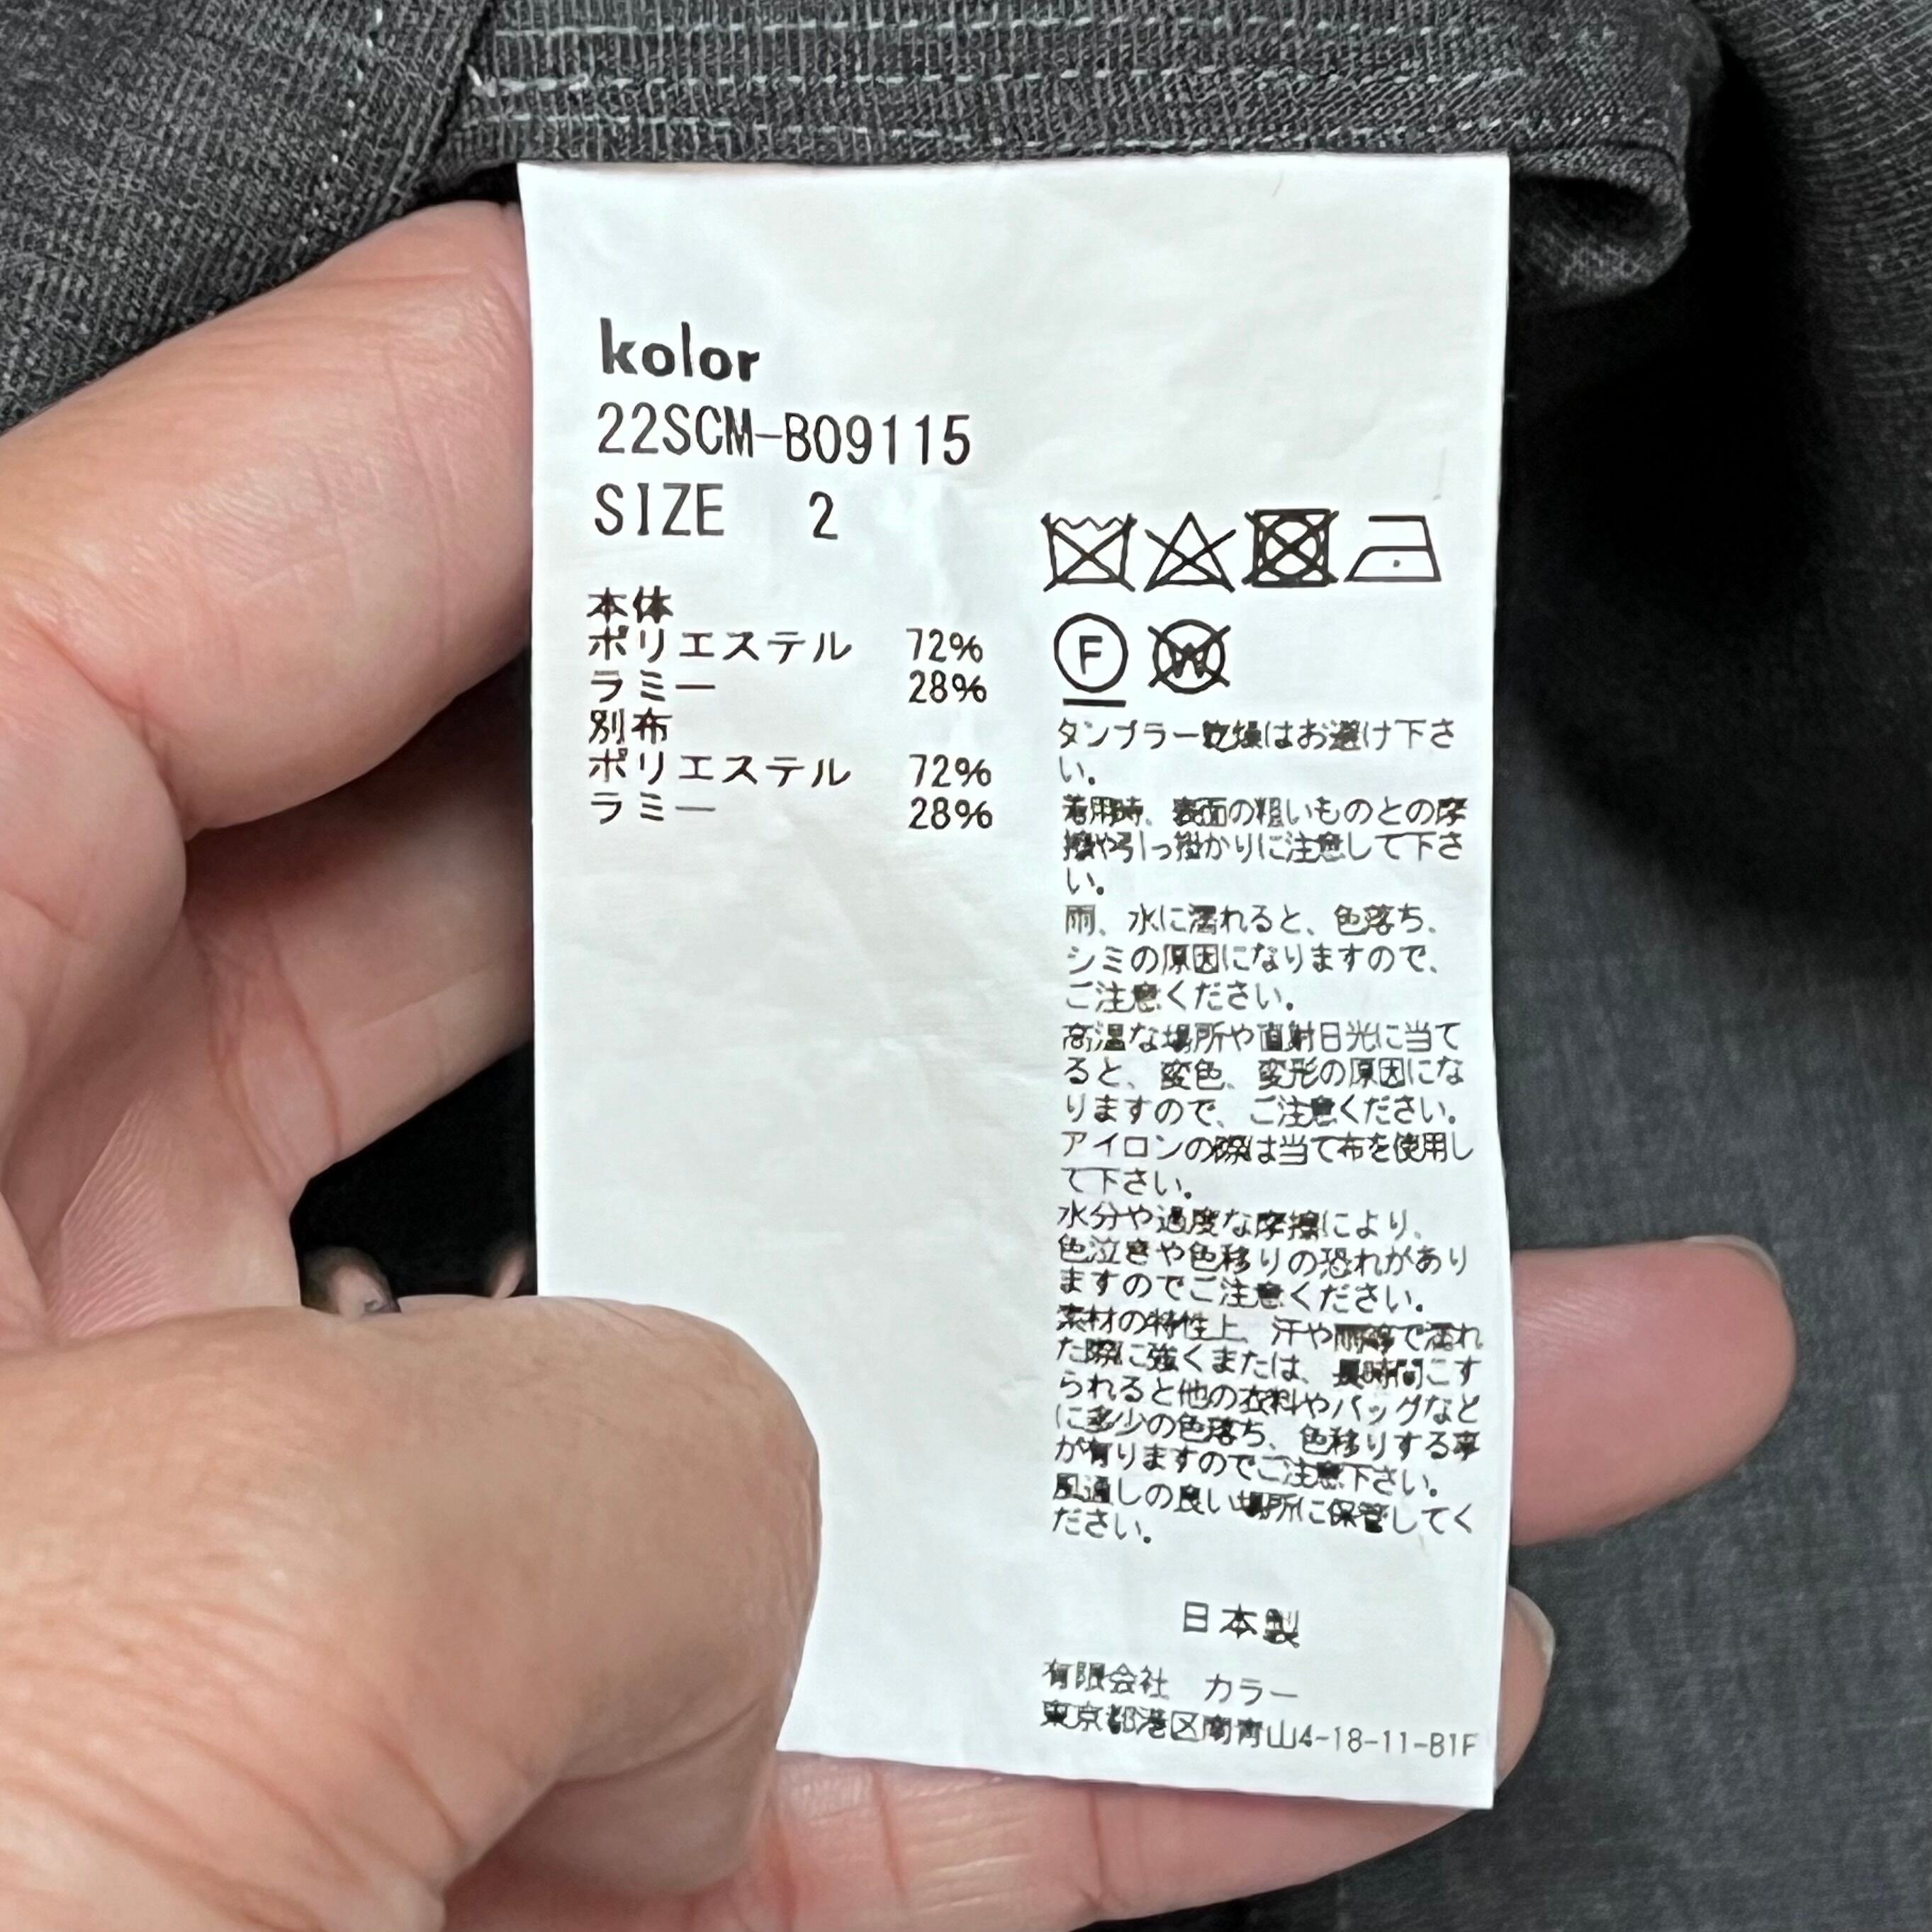 kolor
22SCM-B09115
SIZE 2
本体
ポリエステル 72%
ラミー 28%
別布
ポリエステル 72%
ラミー 28%
F
W
タンブラー乾燥はお避け下さ
い。
着用時、表面の粗いものとの摩
擦や引っ掛かりに注意して下さ
い。
雨、水に濡れると、色落ち、
シミの原因になりますので、
ご注意ください。
高温な場所や直射日光に当て
ると、変色、変形の原因にな
りますので、ご注意ください。
アイロンの際は当て布を使用し
て下さい。
水分や過度な摩擦により、
色泣きや色移りの恐れがあり
ますのでご注意ください。
素材の特性上、汗や雨等で濡れ
た際に強くまたは、長時間こす
られると他の衣料やバッグなど
に多少の色落ち、色移りする事
が有りますのでご注意下さい。
風通しの良い場所に保管してく
ださい。
日本製
有限会社 カラー
東京都港区南青山4-18-11-B1F